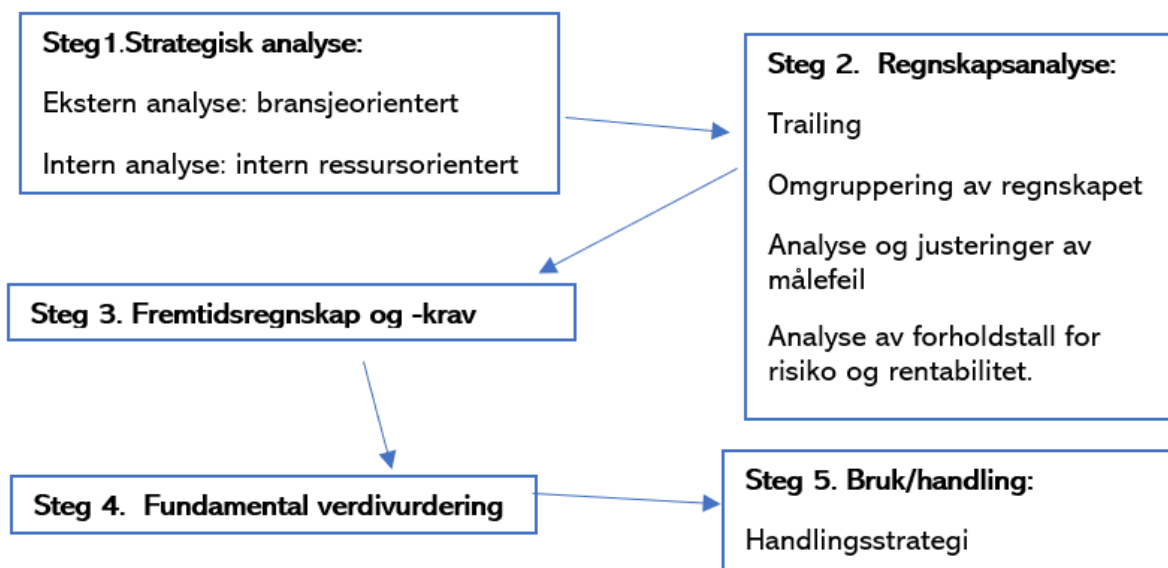 Steg1.Strategisk analyse:
Ekstern analyse: bransjeorientert
Intern analyse: intern ressursorientert
Steg 2. Regnskapsanalyse:
Trailing
Omgruppering av regnskapet
Analyse og justeringer av
målefeil
Analyse av forholdstall for
risiko og rentabilitet.
Steg 3. Fremtidsregnskap og -krav
Steg 4. Fundamental verdivurdering
Steg 5. Bruk/handling:
Handlingsstrategi